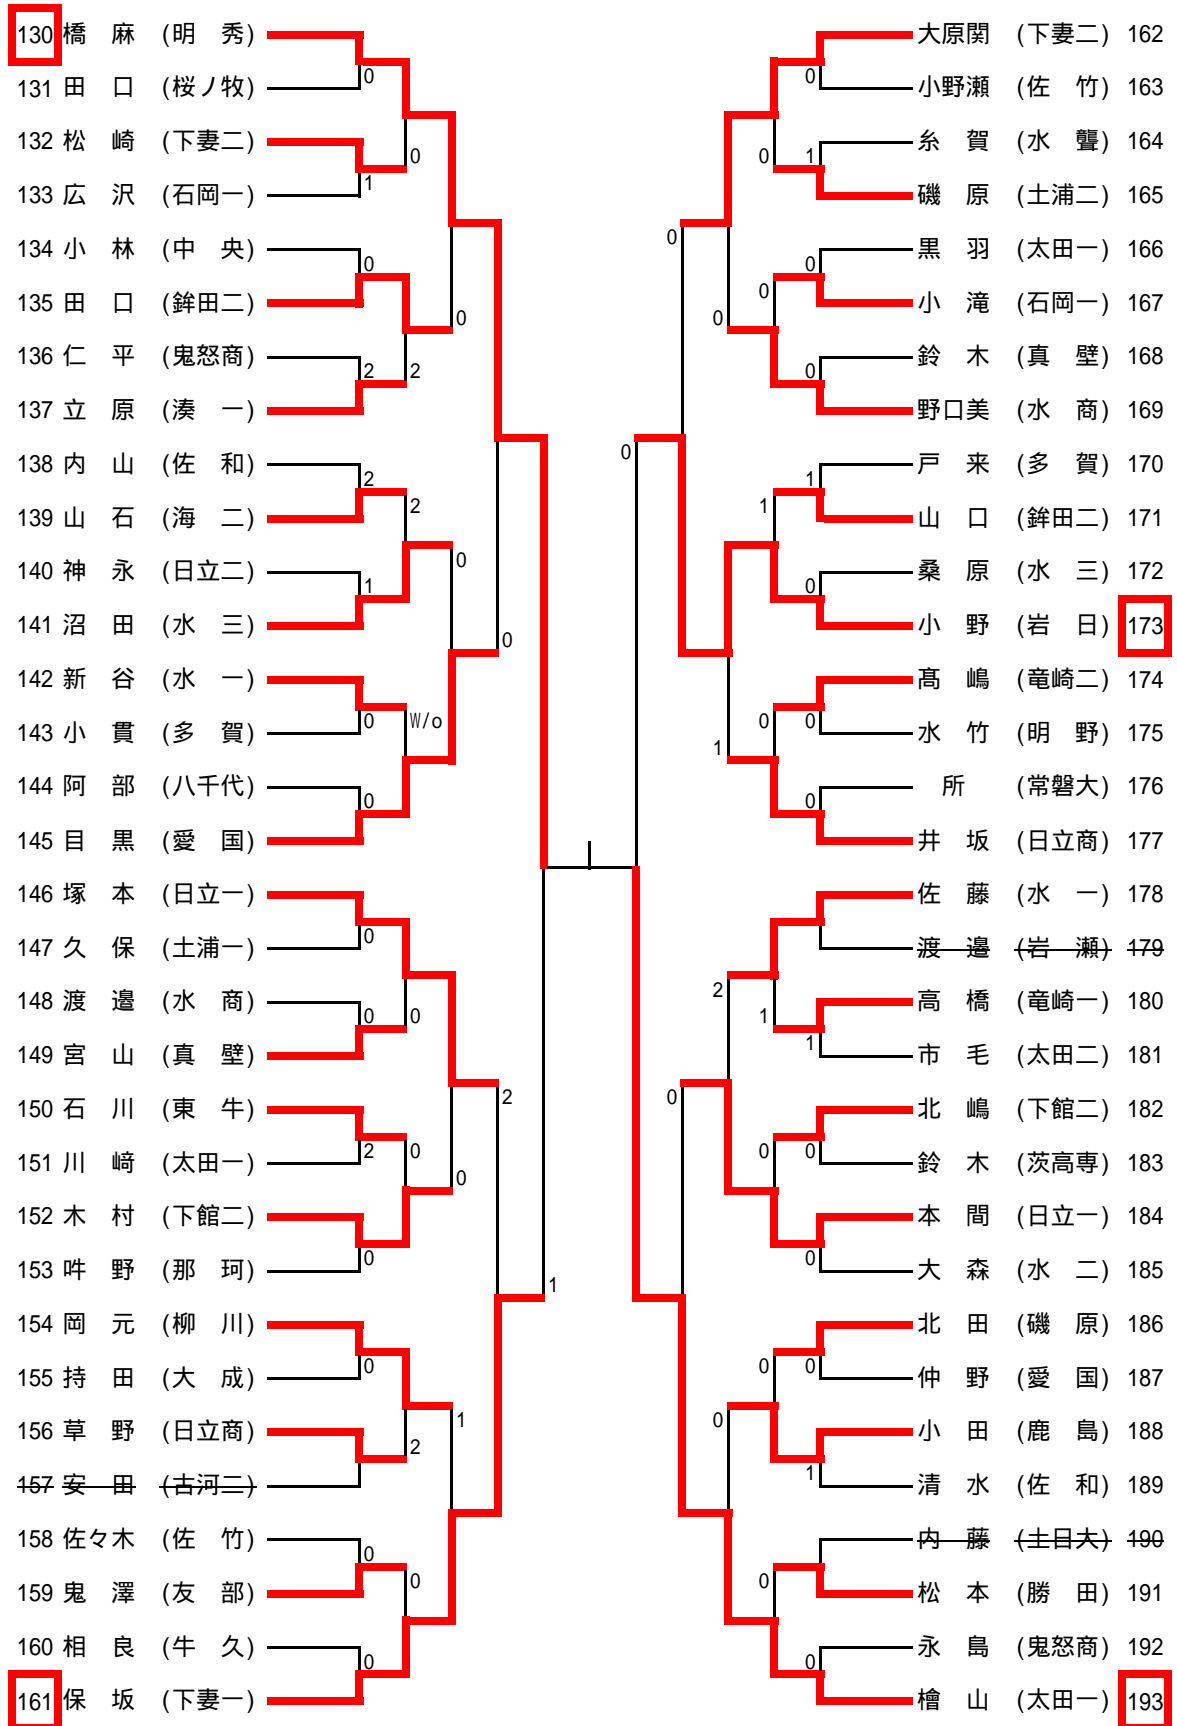 130 橋 麻 (明 秀)
131 田 口 (桜ノ牧)
0
132 松 崎 (下妻二)
0
133 広 沢 (石岡一)
1
134 小 林 (中 央)
0
135 田 口 (鉾田二)
0
136 仁 平 (鬼怒商)
2 2
137 立 原 (湊 一)
138 内 山 (佐 和)
2
139 山 石 (海 二)
2
140 神 永 (日立二)
1
0
141 沼 田 (水 三)
0
142 新 谷 (水 一)
143 小 貫 (多 賀)
0 W/o
144 阿 部 (八千代)
0
145 目 黒 (愛 国)
146 塚 本 (日立一)
147 久 保 (土浦一)
0
148 渡 邉 (水 商)
0 0
149 宮 山 (真 壁)
150 石 川 (東 牛)
2
151 川 﨑 (太田一)
2 0
0
152 木 村 (下館二)
153 吽 野 (那 珂)
0
1
154 岡 元 (柳 川)
155 持 田 (大 成)
0
156 草 野 (日立商)
1
2
157 安 田 (古河二)
158 佐々木 (佐 竹)
0
159 鬼 澤 (友 部)
0
160 相 良 (牛 久)
0
161 保 坂 (下妻一)
大原関 (下妻二) 162
0
小野瀬 (佐 竹) 163
糸 賀 (水 聾) 164
0 1
磯 原 (土浦二) 165
0
黒 羽 (太田一) 166
0
0
小 滝 (石岡一) 167
0
鈴 木 (真 壁) 168
0
野口美 (水 商) 169
0
戸 来 (多 賀) 170
1
1
山 口 (鉾田二) 171
桑 原 (水 三) 172
0
小 野 (岩 日) 173
髙 嶋 (竜崎二) 174
0 0
水 竹 (明 野) 175
1
所 (常磐大) 176
0
井 坂 (日立商) 177
佐 藤 (水 一) 178
渡 邉 (岩 瀬) 179
2
高 橋 (竜崎一) 180
1
1
市 毛 (太田二) 181
0
北 嶋 (下館二) 182
0 0
鈴 木 (茨高専) 183
本 間 (日立一) 184
0
大 森 (水 二) 185
北 田 (磯 原) 186
0 0
仲 野 (愛 国) 187
0
小 田 (鹿 島) 188
1
清 水 (佐 和) 189
内 藤 (土日大) 190
0
松 本 (勝 田) 191
永 島 (鬼怒商) 192
0
檜 山 (太田一) 193